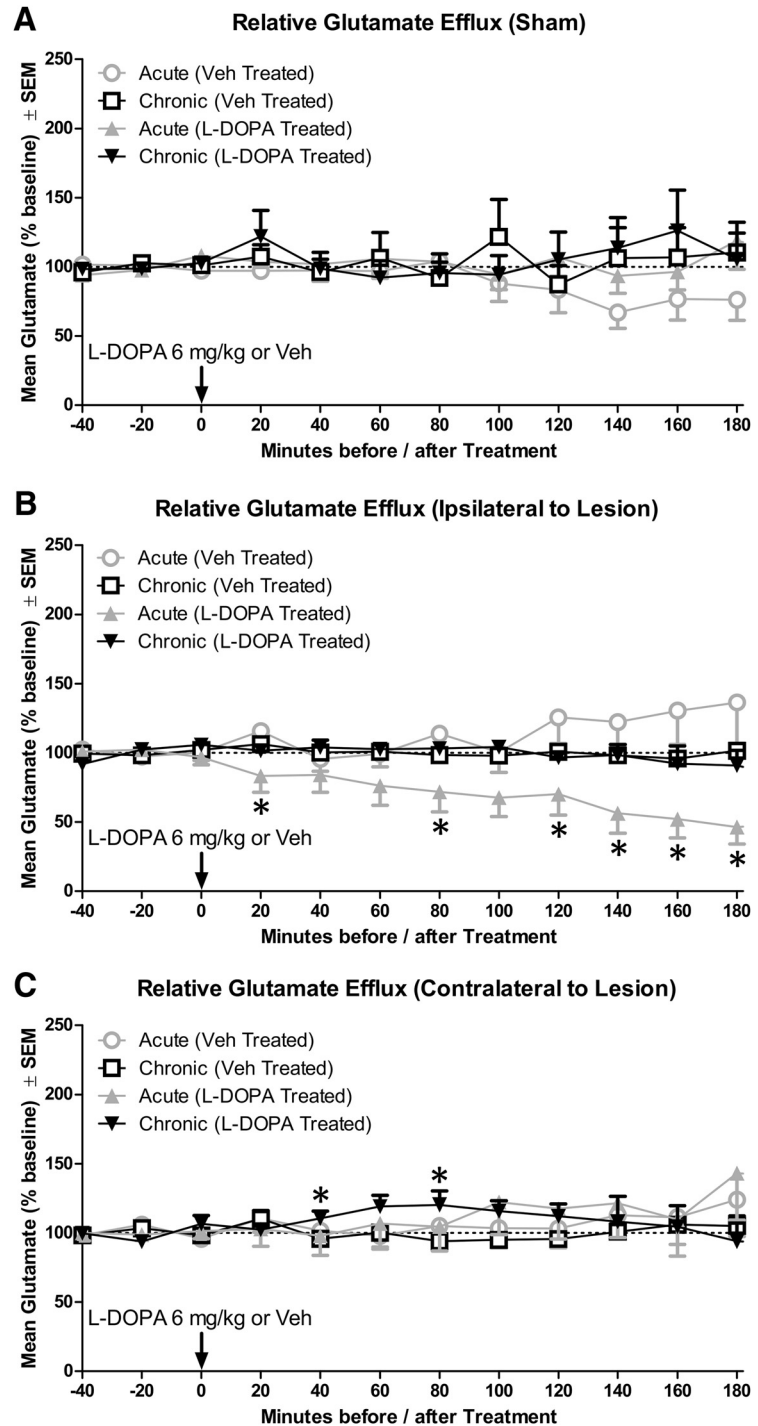 A
Relative Glutamate Efflux (Sham)
Mean Glutamate (% baseline) ± SEM
250
200
150
100
50
0
Acute (Veh Treated)
Chronic (Veh Treated)
Acute (L-DOPA Treated)
Chronic (L-DOPA Treated)
L-DOPA 6 mg/kg or Veh
-40 -20 0 20 40 60 80 100 120 140 160 180
Minutes before / after Treatment
B
Relative Glutamate Efflux (Ipsilateral to Lesion)
Mean Glutamate (% baseline) ± SEM
250
200
150
100
50
0
Acute (Veh Treated)
Chronic (Veh Treated)
Acute (L-DOPA Treated)
Chronic (L-DOPA Treated)
* * * * * *
L-DOPA 6 mg/kg or Veh
-40 -20 0 20 40 60 80 100 120 140 160 180
Minutes before / after Treatment
C
Relative Glutamate Efflux (Contralateral to Lesion)
Mean Glutamate (% baseline) ± SEM
250
200
150
100
50
0
Acute (Veh Treated)
Chronic (Veh Treated)
Acute (L-DOPA Treated)
Chronic (L-DOPA Treated)
* *
L-DOPA 6 mg/kg or Veh
-40 -20 0 20 40 60 80 100 120 140 160 180
Minutes before / after Treatment